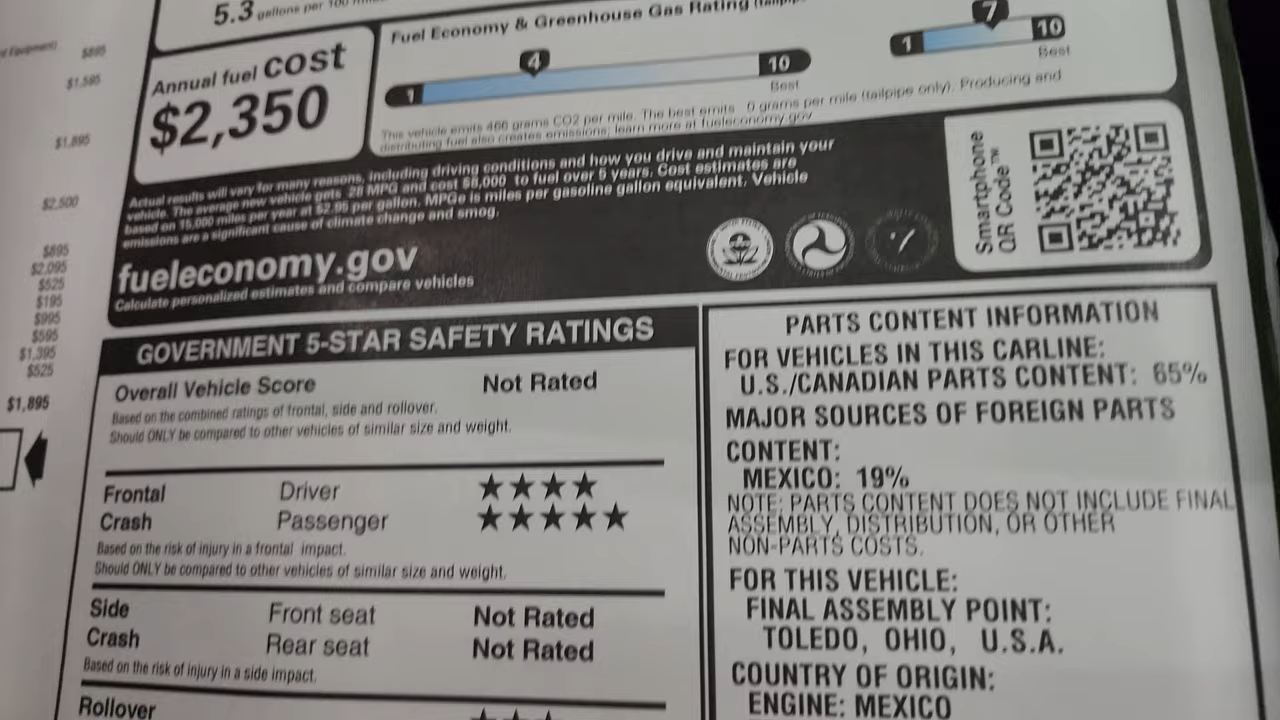 5.3 gallons per 100
Annual fuel COST
$2,350
Fuel Economy & Greenhouse Gas Rating
4
1
10
Best
7
1
10
Best
This vehicle emits 466 grams CO2 per mile. The best emits 0 grams per mile (tailpipe only). Producing and
distributing fuel also creates emissions; learn more at fueleconomy.gov
Actual results will vary for many reasons, including driving conditions and how you drive and maintain your
vehicle. The average new vehicle gets 28 MPG and cost $8,000 to fuel over 5 years. Cost estimates are
based on 15,000 miles per year at $2.95 per gallon. MPGe is miles per gasoline gallon equivalent. Vehicle
emissions are a significant cause of climate change and smog.
fueleconomy.gov
Calculate personalized estimates and compare vehicles
Smartphone
QR Code™
$895
$1,595
$1,895
$2,500
$895
$2,095
$525
$195
$995
$595
$1,395
$525
$1,895
GOVERNMENT 5-STAR SAFETY RATINGS
Overall Vehicle Score Not Rated
Based on the combined ratings of frontal, side and rollover.
Should ONLY be compared to other vehicles of similar size and weight.
Frontal Driver ★★★★
Crash Passenger ★★★★★
Based on the risk of injury in a frontal impact.
Should ONLY be compared to other vehicles of similar size and weight.
Side Front seat Not Rated
Crash Rear seat Not Rated
Based on the risk of injury in a side impact.
Rollover
PARTS CONTENT INFORMATION
FOR VEHICLES IN THIS CARLINE:
U.S./CANADIAN PARTS CONTENT: 65%
MAJOR SOURCES OF FOREIGN PARTS
CONTENT:
MEXICO: 19%
NOTE: PARTS CONTENT DOES NOT INCLUDE FINAL
ASSEMBLY, DISTRIBUTION, OR OTHER
NON-PARTS COSTS.
FOR THIS VEHICLE:
FINAL ASSEMBLY POINT:
TOLEDO, OHIO, U.S.A.
COUNTRY OF ORIGIN:
ENGINE: MEXICO